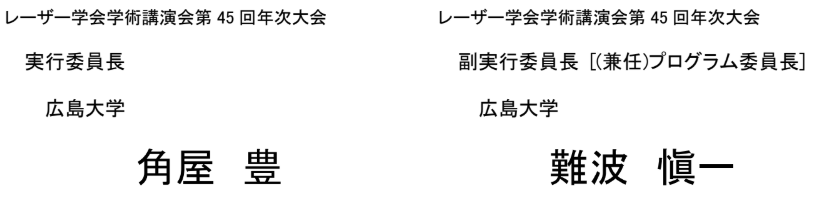 レーザー学会学術講演会第 45 回年次大会
実行委員長
広島大学
角屋　豊
レーザー学会学術講演会第 45 回年次大会
副実行委員長 [(兼任)プログラム委員長]
広島大学
難波　愼一